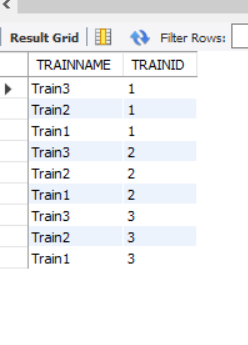 Result Grid Filter Rows:
TRAINNAME TRAINID
Train3 1
Train2 1
Train1 1
Train3 2
Train2 2
Train1 2
Train3 3
Train2 3
Train1 3